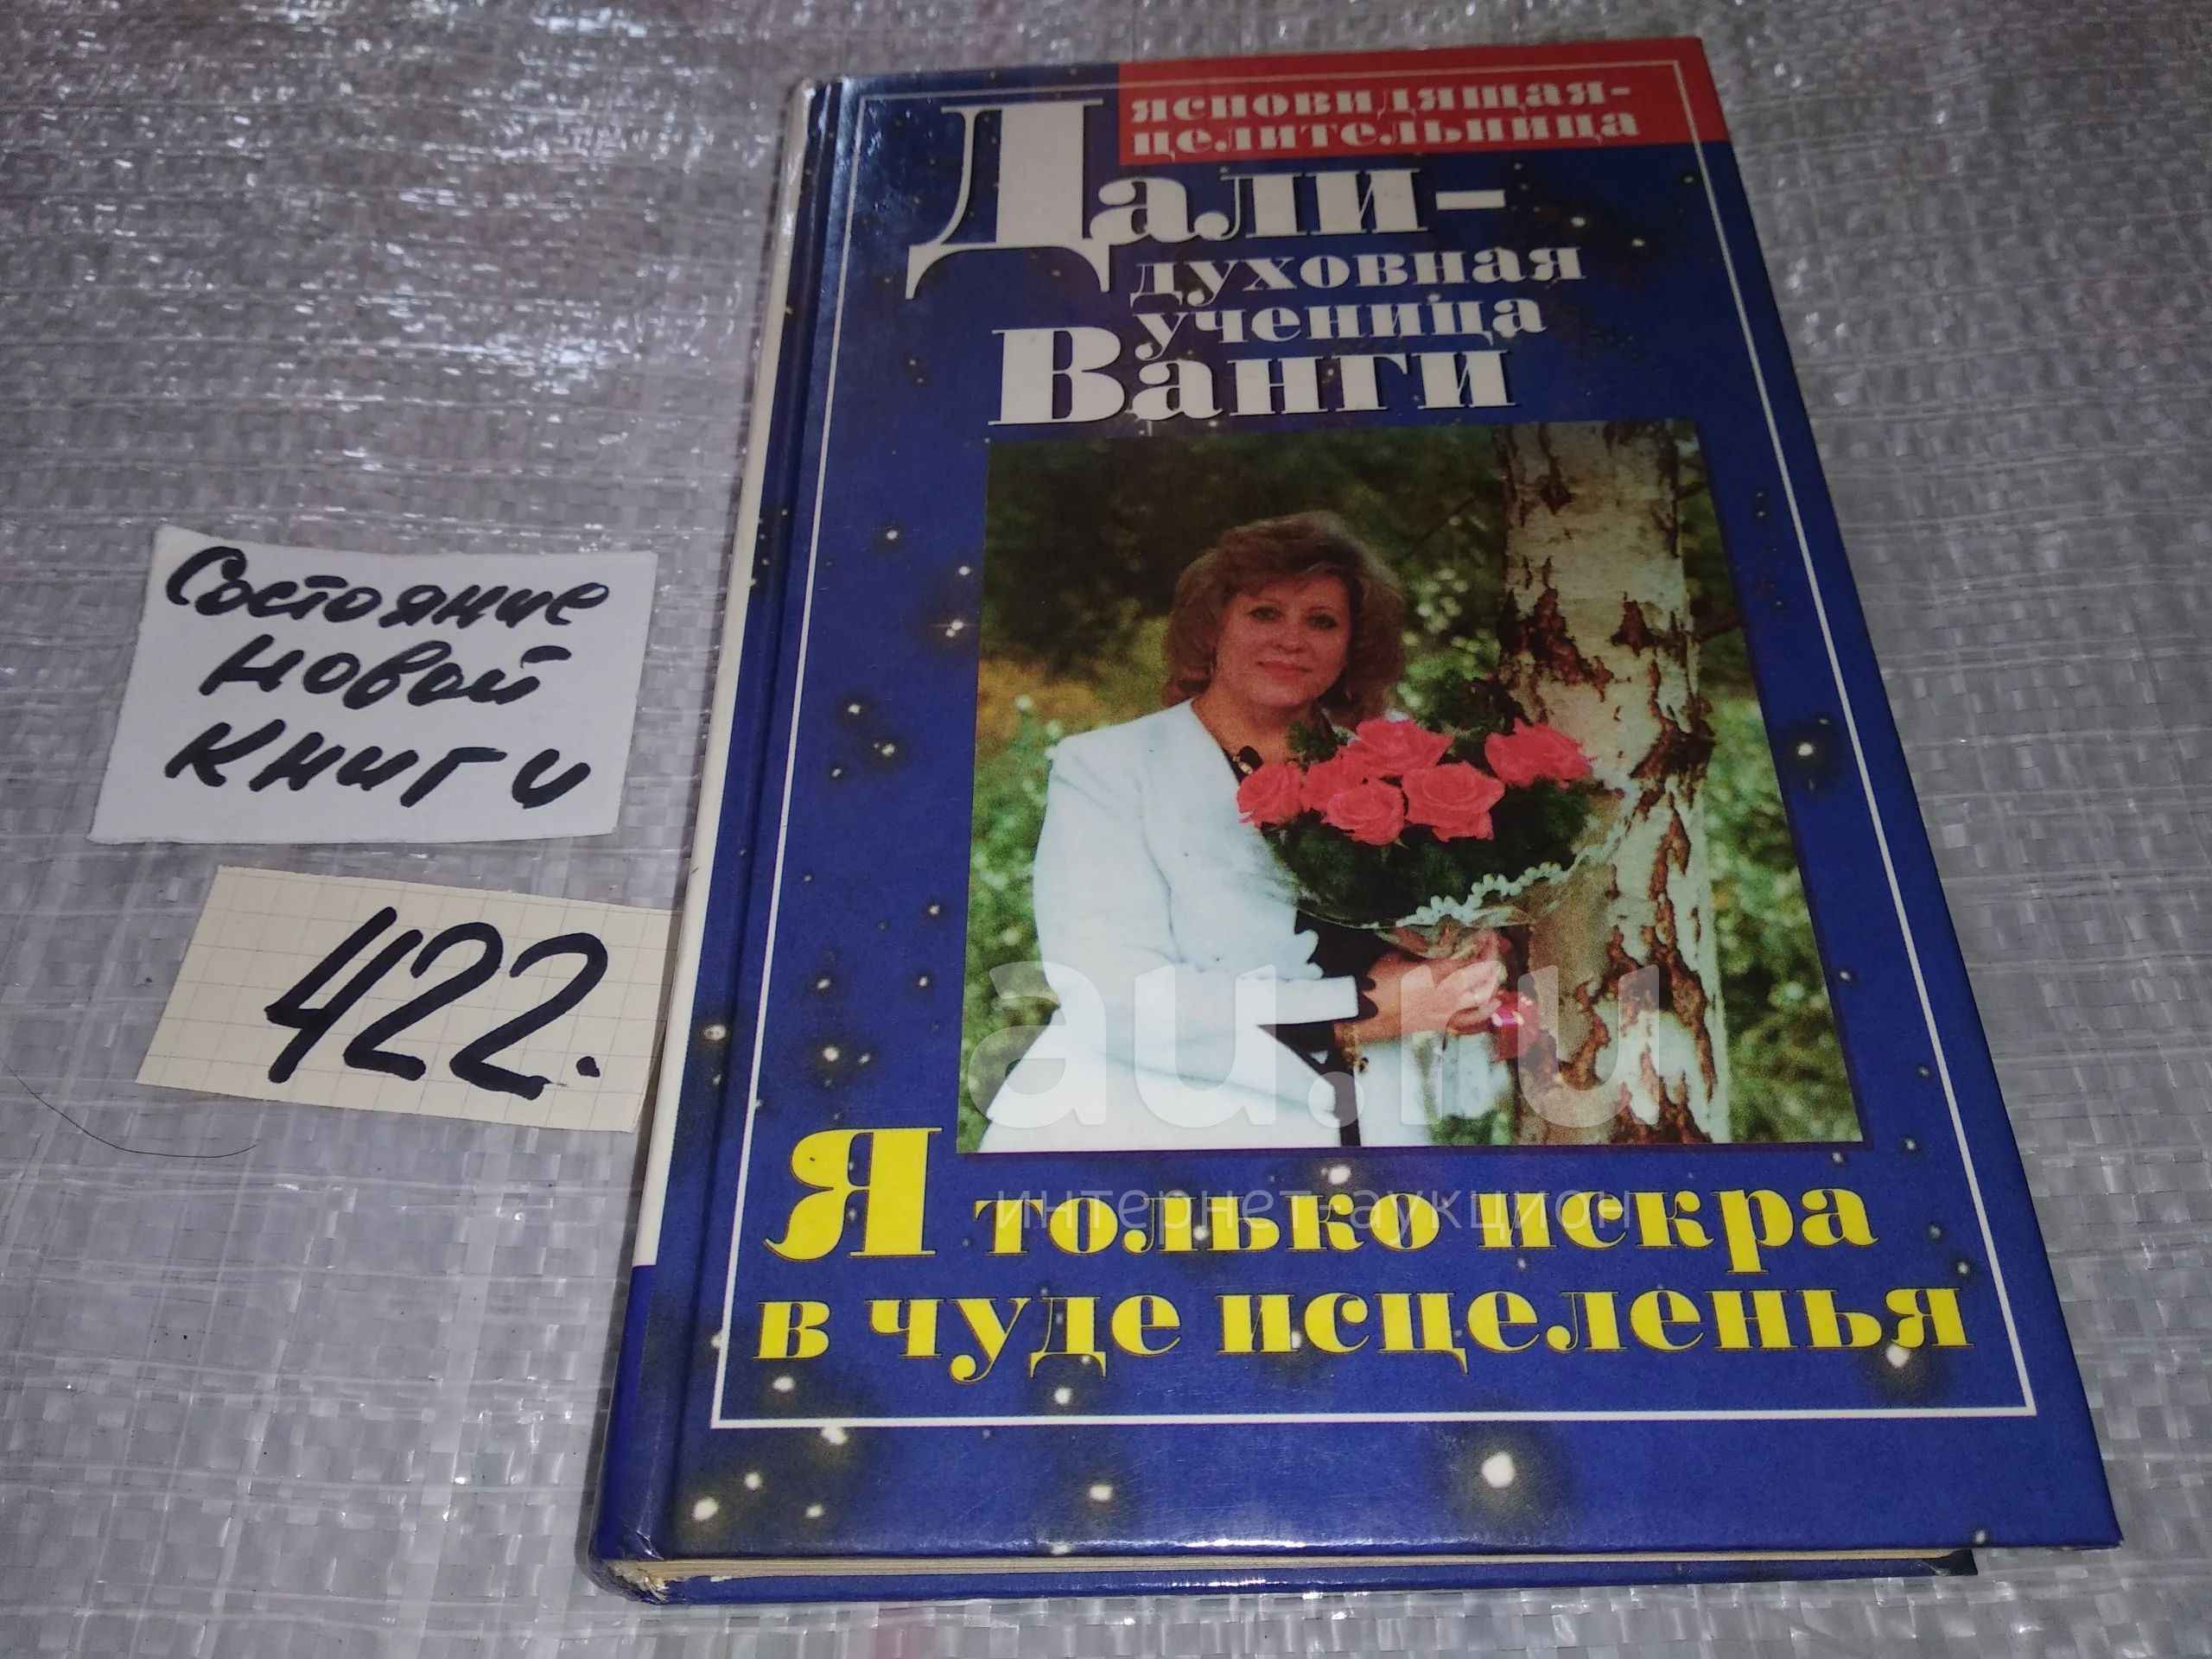 ясновидящая-
целительница
Дали-
духовная
ученица
Ванги
Состояние
новой
книги
422.
au.ru
интернет-аукцион
Я только искра
в чуде исцеленья